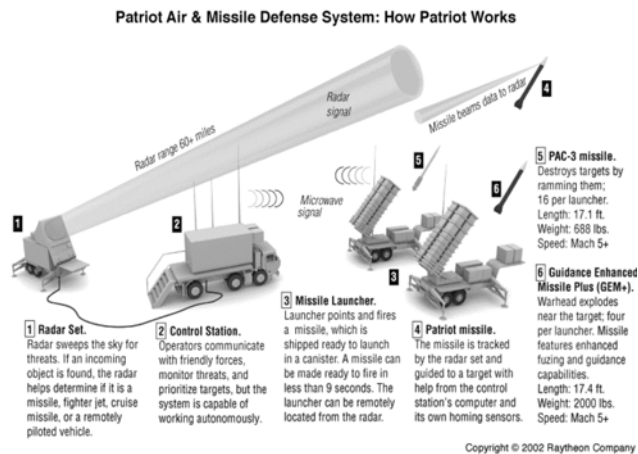 Patriot Air & Missile Defense System: How Patriot Works
Radar range 60+ miles
Radar
signal
Missile beams data to radar
4
1
2
Microwave
signal
5
6
3
1 Radar Set.
Radar sweeps the sky for
threats. If an incoming
object is found, the radar
helps determine if it is a
missile, fighter jet, cruise
missile, or a remotely
piloted vehicle.
2 Control Station.
Operators communicate
with friendly forces,
monitor threats, and
prioritize targets, but the
system is capable of
working autonomously.
3 Missile Launcher.
Launcher points and fires
a missile, which is
shipped ready to launch
in a canister. A missile can
be made ready to fire in
less than 9 seconds. The
launcher can be remotely
located from the radar.
4 Patriot missile.
The missile is tracked
by the radar set and
guided to a target with
help from the control
station's computer and
its own homing sensors.
5 PAC-3 missile.
Destroys targets by
ramming them;
16 per launcher.
Length: 17.1 ft.
Weight: 688 lbs.
Speed: Mach 5+
6 Guidance Enhanced
Missile Plus (GEM+).
Warhead explodes
near the target; four
per launcher. Missile
features enhanced
fuzing and guidance
capabilities.
Length: 17.4 ft.
Weight: 2000 lbs.
Speed: Mach 5+
Copyright © 2002 Raytheon Company